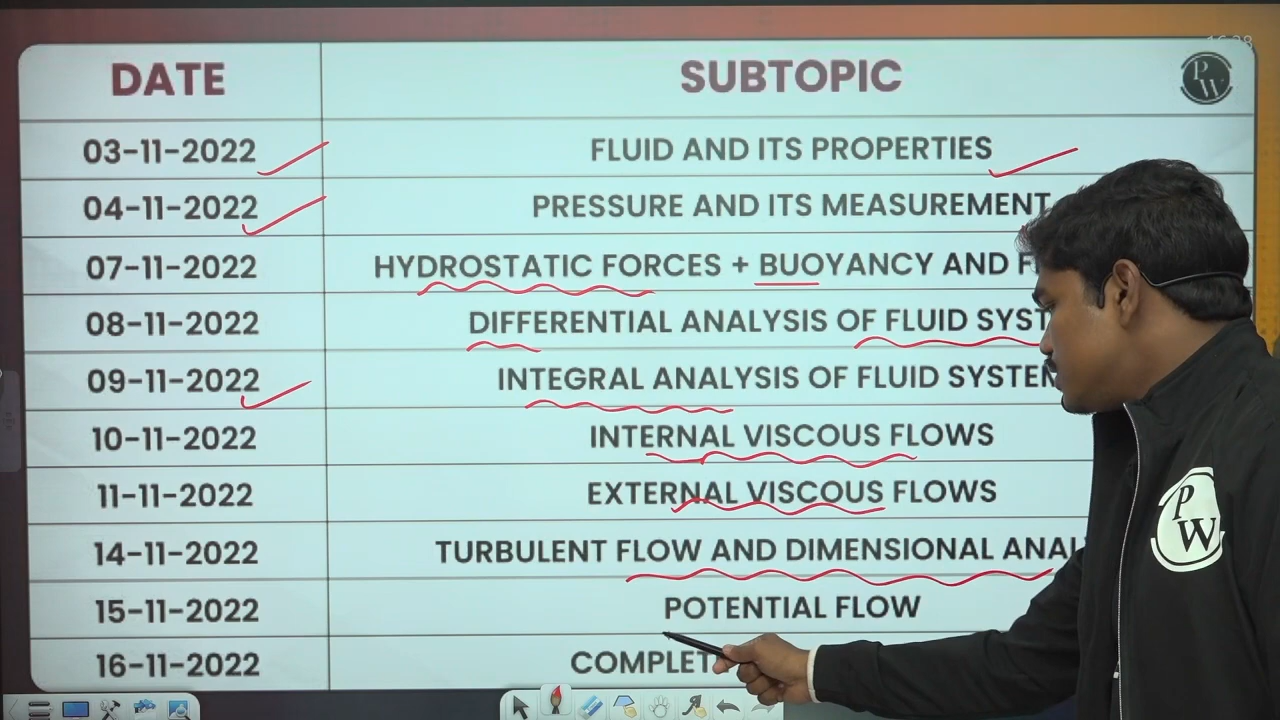 16:28
DATE SUBTOPIC
P W
03-11-2022 FLUID AND ITS PROPERTIES
04-11-2022 PRESSURE AND ITS MEASUREMENT
07-11-2022 HYDROSTATIC FORCES + BUOYANCY AND
08-11-2022 DIFFERENTIAL ANALYSIS OF FLUID
09-11-2022 INTEGRAL ANALYSIS OF FLUID SYSTEM
10-11-2022 INTERNAL VISCOUS FLOWS
11-11-2022 EXTERNAL VISCOUS FLOWS
14-11-2022 TURBULENT FLOW AND DIMENSIONAL
15-11-2022 POTENTIAL FLOW
16-11-2022
P W